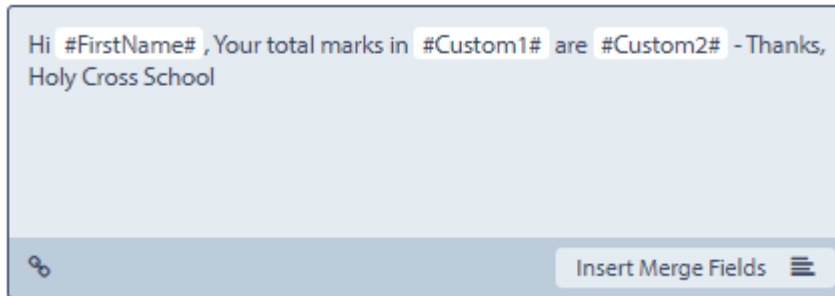 Hi #FirstName# , Your total marks in #Custom1# are #Custom2# - Thanks,
Holy Cross School
Insert Merge Fields